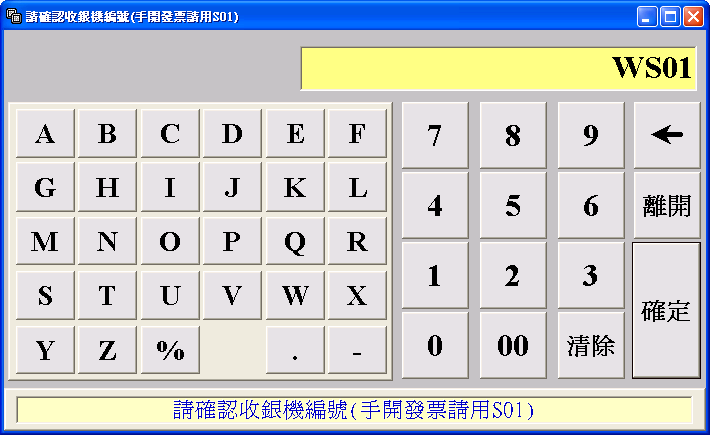 請確認收銀機編號(手開發票請用S01)
WS01
A B C D E F 7 8 9 ←
G H I J K L 4 5 6 離開
M N O P Q R 1 2 3 確定
S T U V W X 0 00 清除
Y Z % . -
請確認收銀機編號(手開發票請用S01)